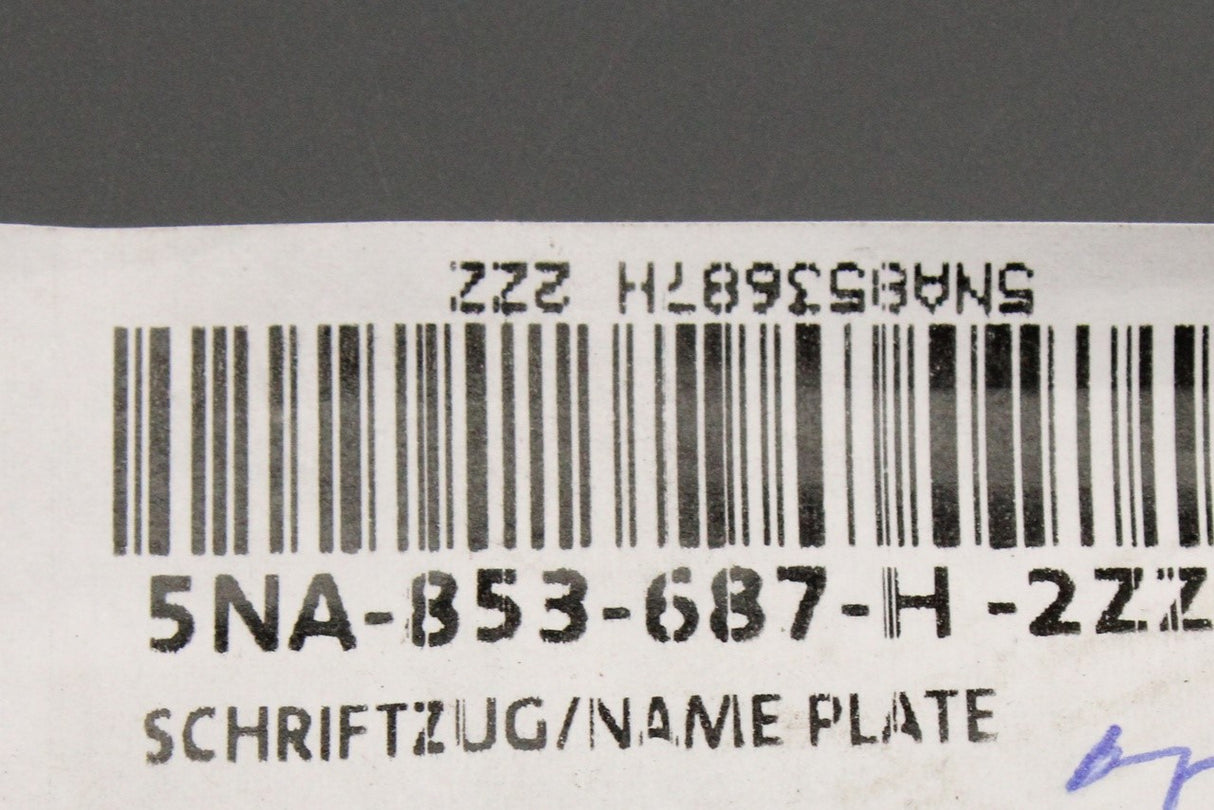 5NA853687H 2ZZ
5NA-853-687-H -2ZZ
SCHRIFTZUG/NAME PLATE